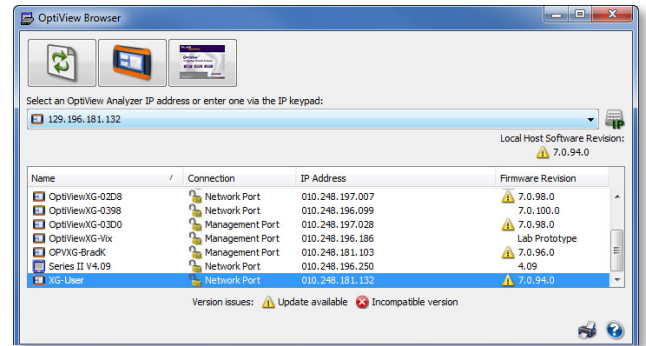 OptiView Browser
OptiView
Select an OptiView Analyzer IP address or enter one via the IP keypad:
129.196.181.132
IP
Local Host Software Revision:
7.0.94.0
Name / Connection IP Address Firmware Revision
OptiViewXG-02D8 Network Port 010.248.197.007 7.0.98.0
OptiViewXG-0398 Network Port 010.248.196.099 7.0.100.0
OptiViewXG-03D0 Management Port 010.248.197.028 7.0.98.0
OptiViewXG-Vix Management Port 010.248.196.186 Lab Prototype
OPVXG-BradK Management Port 010.248.181.103 7.0.96.0
Series II V4.09 Network Port 010.248.196.250 4.09
XG-User Network Port 010.248.181.132 7.0.94.0
Version issues: Update available Incompatible version